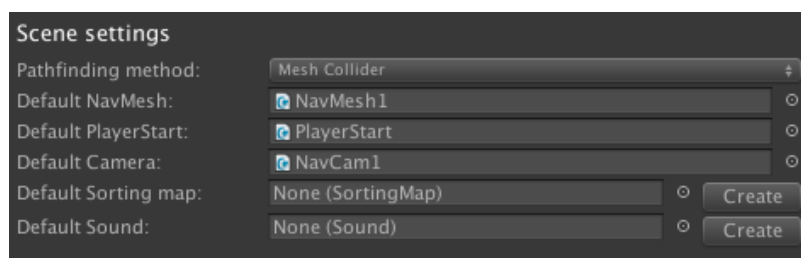 Scene settings
Pathfinding method: Mesh Collider
Default NavMesh: NavMesh1
Default PlayerStart: PlayerStart
Default Camera: NavCam1
Default Sorting map: None (SortingMap) Create
Default Sound: None (Sound) Create